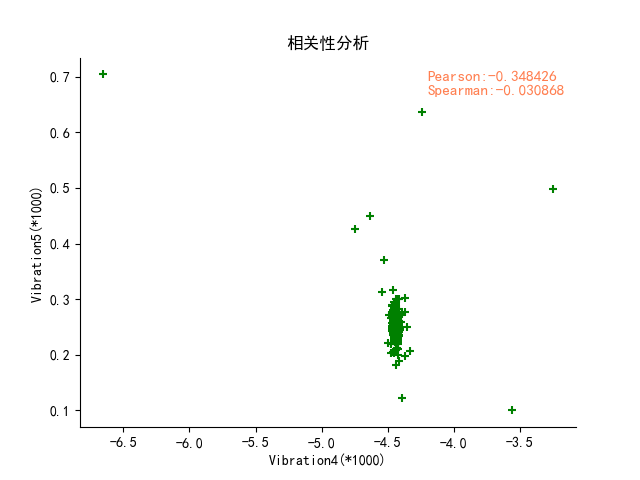 相关性分析
Pearson:-0.348426
Spearman:-0.030868
0.7
0.6
0.5
0.4
0.3
0.2
0.1
Vibration5(*1000)
-6.5 -6.0 -5.5 -5.0 -4.5 -4.0 -3.5
Vibration4(*1000)